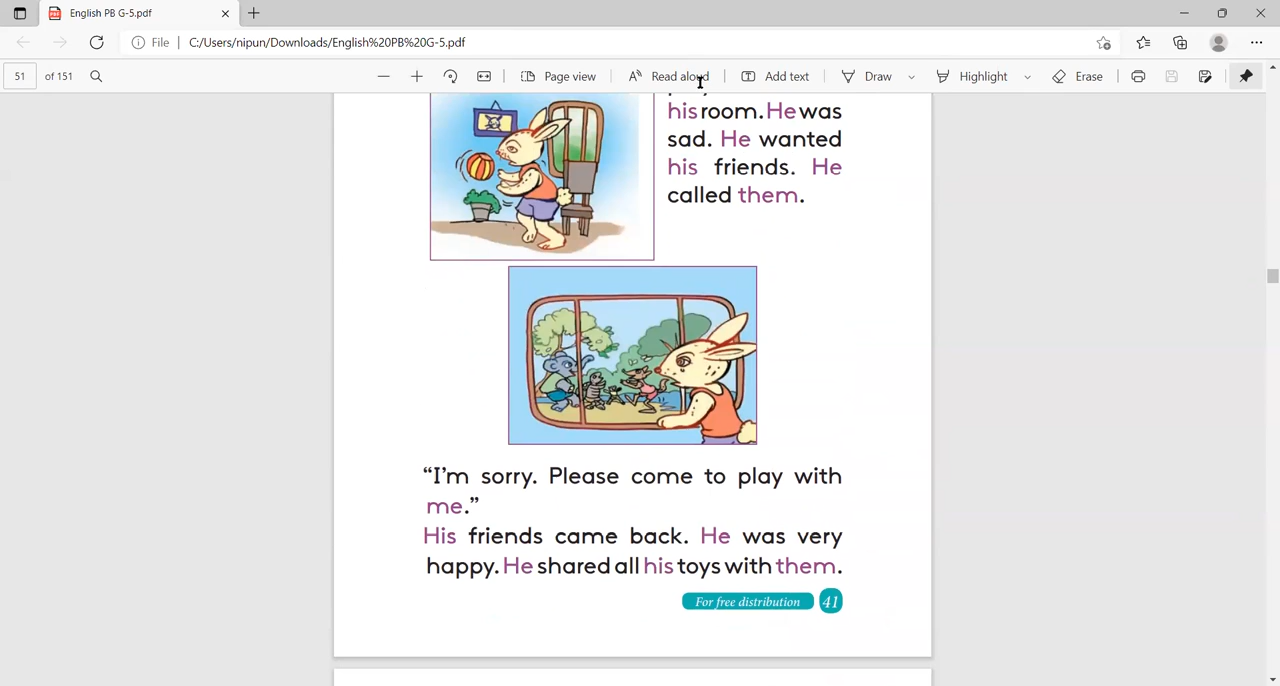 English PB G-5.pdf
File | C:/Users/nipun/Downloads/English%20PB%20G-5.pdf
51 of 151 Page view Read aloud Add text Draw Highlight Erase
his room. He was
sad. He wanted
his friends. He
called them.
“I’m sorry. Please come to play with
me.”
His friends came back. He was very
happy. He shared all his toys with them.
For free distribution 41